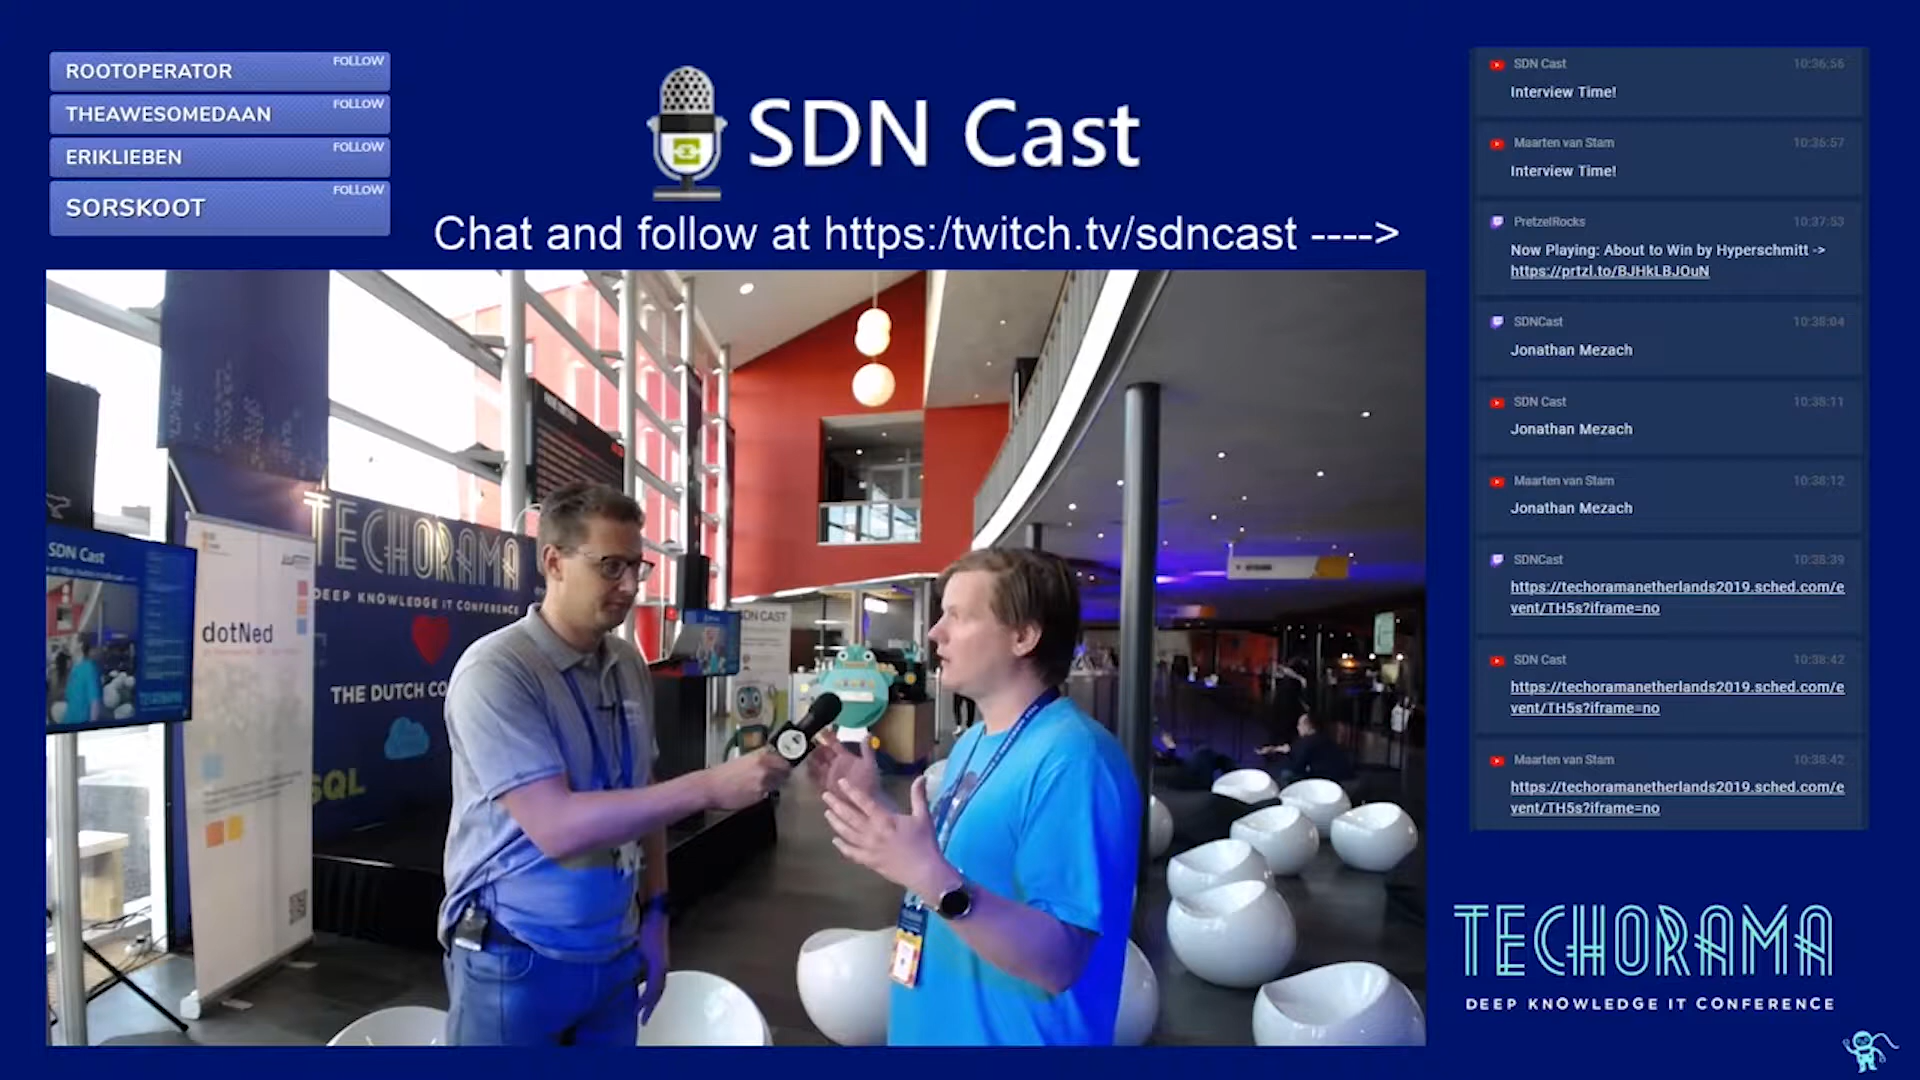 ROOTOPERATOR
FOLLOW
THEAWESOMEDAAN
FOLLOW
ERIKLIEBEN
FOLLOW
SORSKOOT
FOLLOW
SDN Cast
Chat and follow at https:/twitch.tv/sdncast ---->
SDN Cast 10:36:56
Interview Time!
Maarten van Stam 10:36:57
Interview Time!
PretzelRocks 10:37:53
Now Playing: About to Win by Hyperschmitt ->
https://prtzl.to/BJHkLBJOuN
SDNCast 10:38:04
Jonathan Mezach
SDN Cast 10:38:11
Jonathan Mezach
Maarten van Stam 10:38:12
Jonathan Mezach
SDNCast 10:38:39
https://techoramanetherlands2019.sched.com/e
vent/TH5s?iframe=no
SDN Cast 10:38:42
https://techoramanetherlands2019.sched.com/e
vent/TH5s?iframe=no
Maarten van Stam 10:38:42
https://techoramanetherlands2019.sched.com/e
vent/TH5s?iframe=no
SDN Cast
dotNed
TECHORAMA
DEEP KNOWLEDGE IT CONFERENCE
THE DUTCH CO
SQL
SDN CAST
TECHORAMA
DEEP KNOWLEDGE IT CONFERENCE